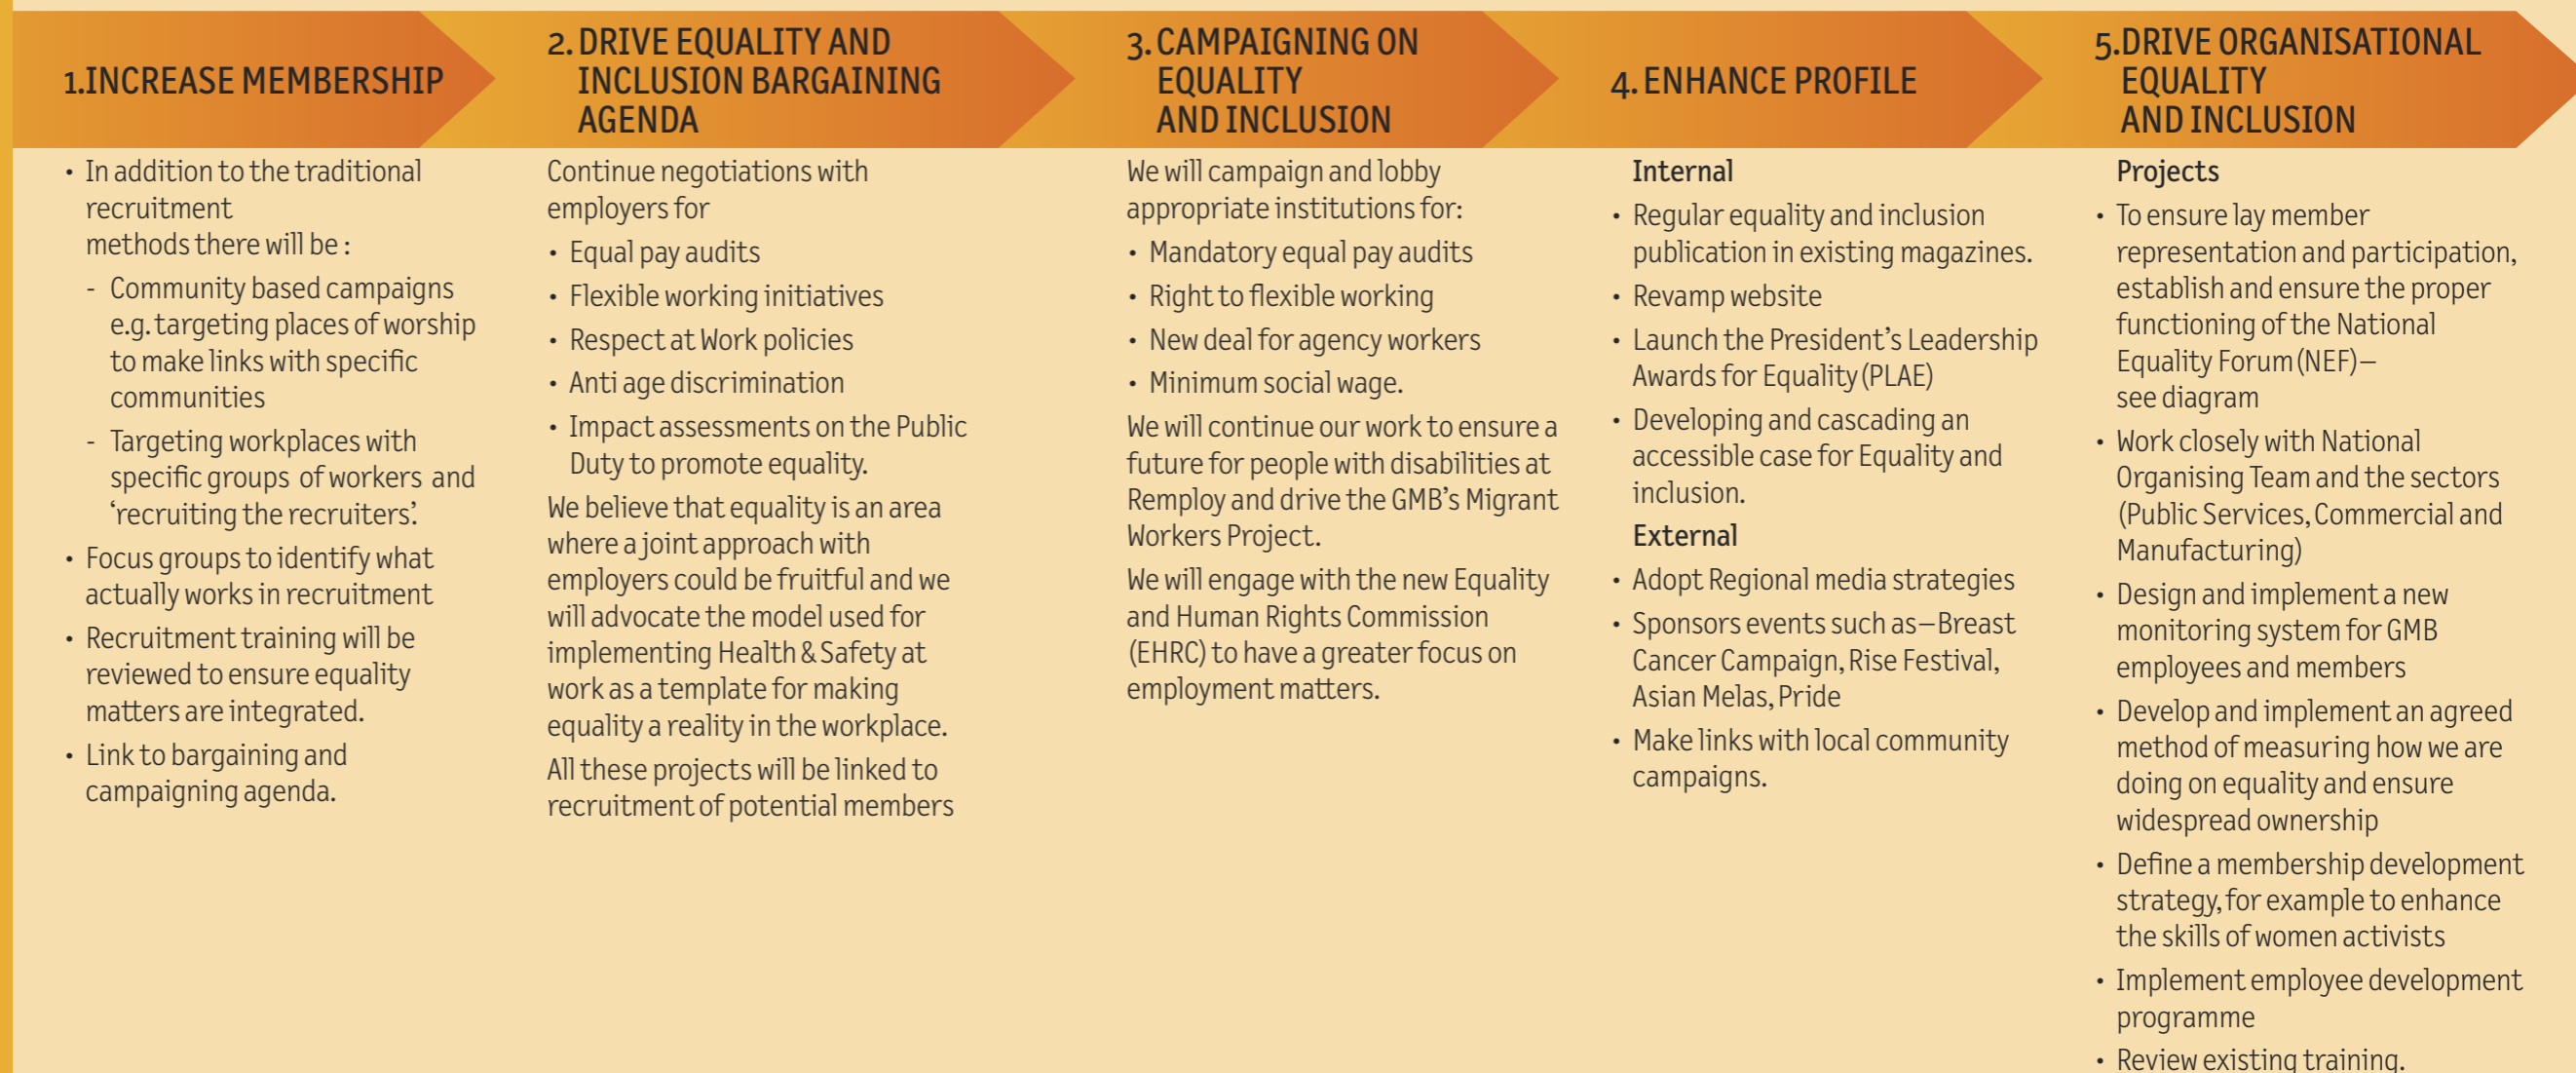 1.INCREASE MEMBERSHIP
• In addition to the traditional
recruitment
methods there will be :
- Community based campaigns
e.g. targeting places of worship
to make links with specific
communities
- Targeting workplaces with
specific groups of workers and
‘recruiting the recruiters’.
• Focus groups to identify what
actually works in recruitment
• Recruitment training will be
reviewed to ensure equality
matters are integrated.
• Link to bargaining and
campaigning agenda.
2. DRIVE EQUALITY AND
INCLUSION BARGAINING
AGENDA
Continue negotiations with
employers for
• Equal pay audits
• Flexible working initiatives
• Respect at Work policies
• Anti age discrimination
• Impact assessments on the Public
Duty to promote equality.
We believe that equality is an area
where a joint approach with
employers could be fruitful and we
will advocate the model used for
implementing Health & Safety at
work as a template for making
equality a reality in the workplace.
All these projects will be linked to
recruitment of potential members
3. CAMPAIGNING ON
EQUALITY
AND INCLUSION
We will campaign and lobby
appropriate institutions for:
• Mandatory equal pay audits
• Right to flexible working
• New deal for agency workers
• Minimum social wage.
We will continue our work to ensure a
future for people with disabilities at
Remploy and drive the GMB’s Migrant
Workers Project.
We will engage with the new Equality
and Human Rights Commission
(EHRC) to have a greater focus on
employment matters.
4. ENHANCE PROFILE
Internal
• Regular equality and inclusion
publication in existing magazines.
• Revamp website
• Launch the President’s Leadership
Awards for Equality (PLAE)
• Developing and cascading an
accessible case for Equality and
inclusion.
External
• Adopt Regional media strategies
• Sponsors events such as—Breast
Cancer Campaign, Rise Festival,
Asian Melas, Pride
• Make links with local community
campaigns.
5.DRIVE ORGANISATIONAL
EQUALITY
AND INCLUSION
Projects
• To ensure lay member
representation and participation,
establish and ensure the proper
functioning of the National
Equality Forum (NEF)—
see diagram
• Work closely with National
Organising Team and the sectors
(Public Services, Commercial and
Manufacturing)
• Design and implement a new
monitoring system for GMB
employees and members
• Develop and implement an agreed
method of measuring how we are
doing on equality and ensure
widespread ownership
• Define a membership development
strategy, for example to enhance
the skills of women activists
• Implement employee development
programme
• Review existing training.